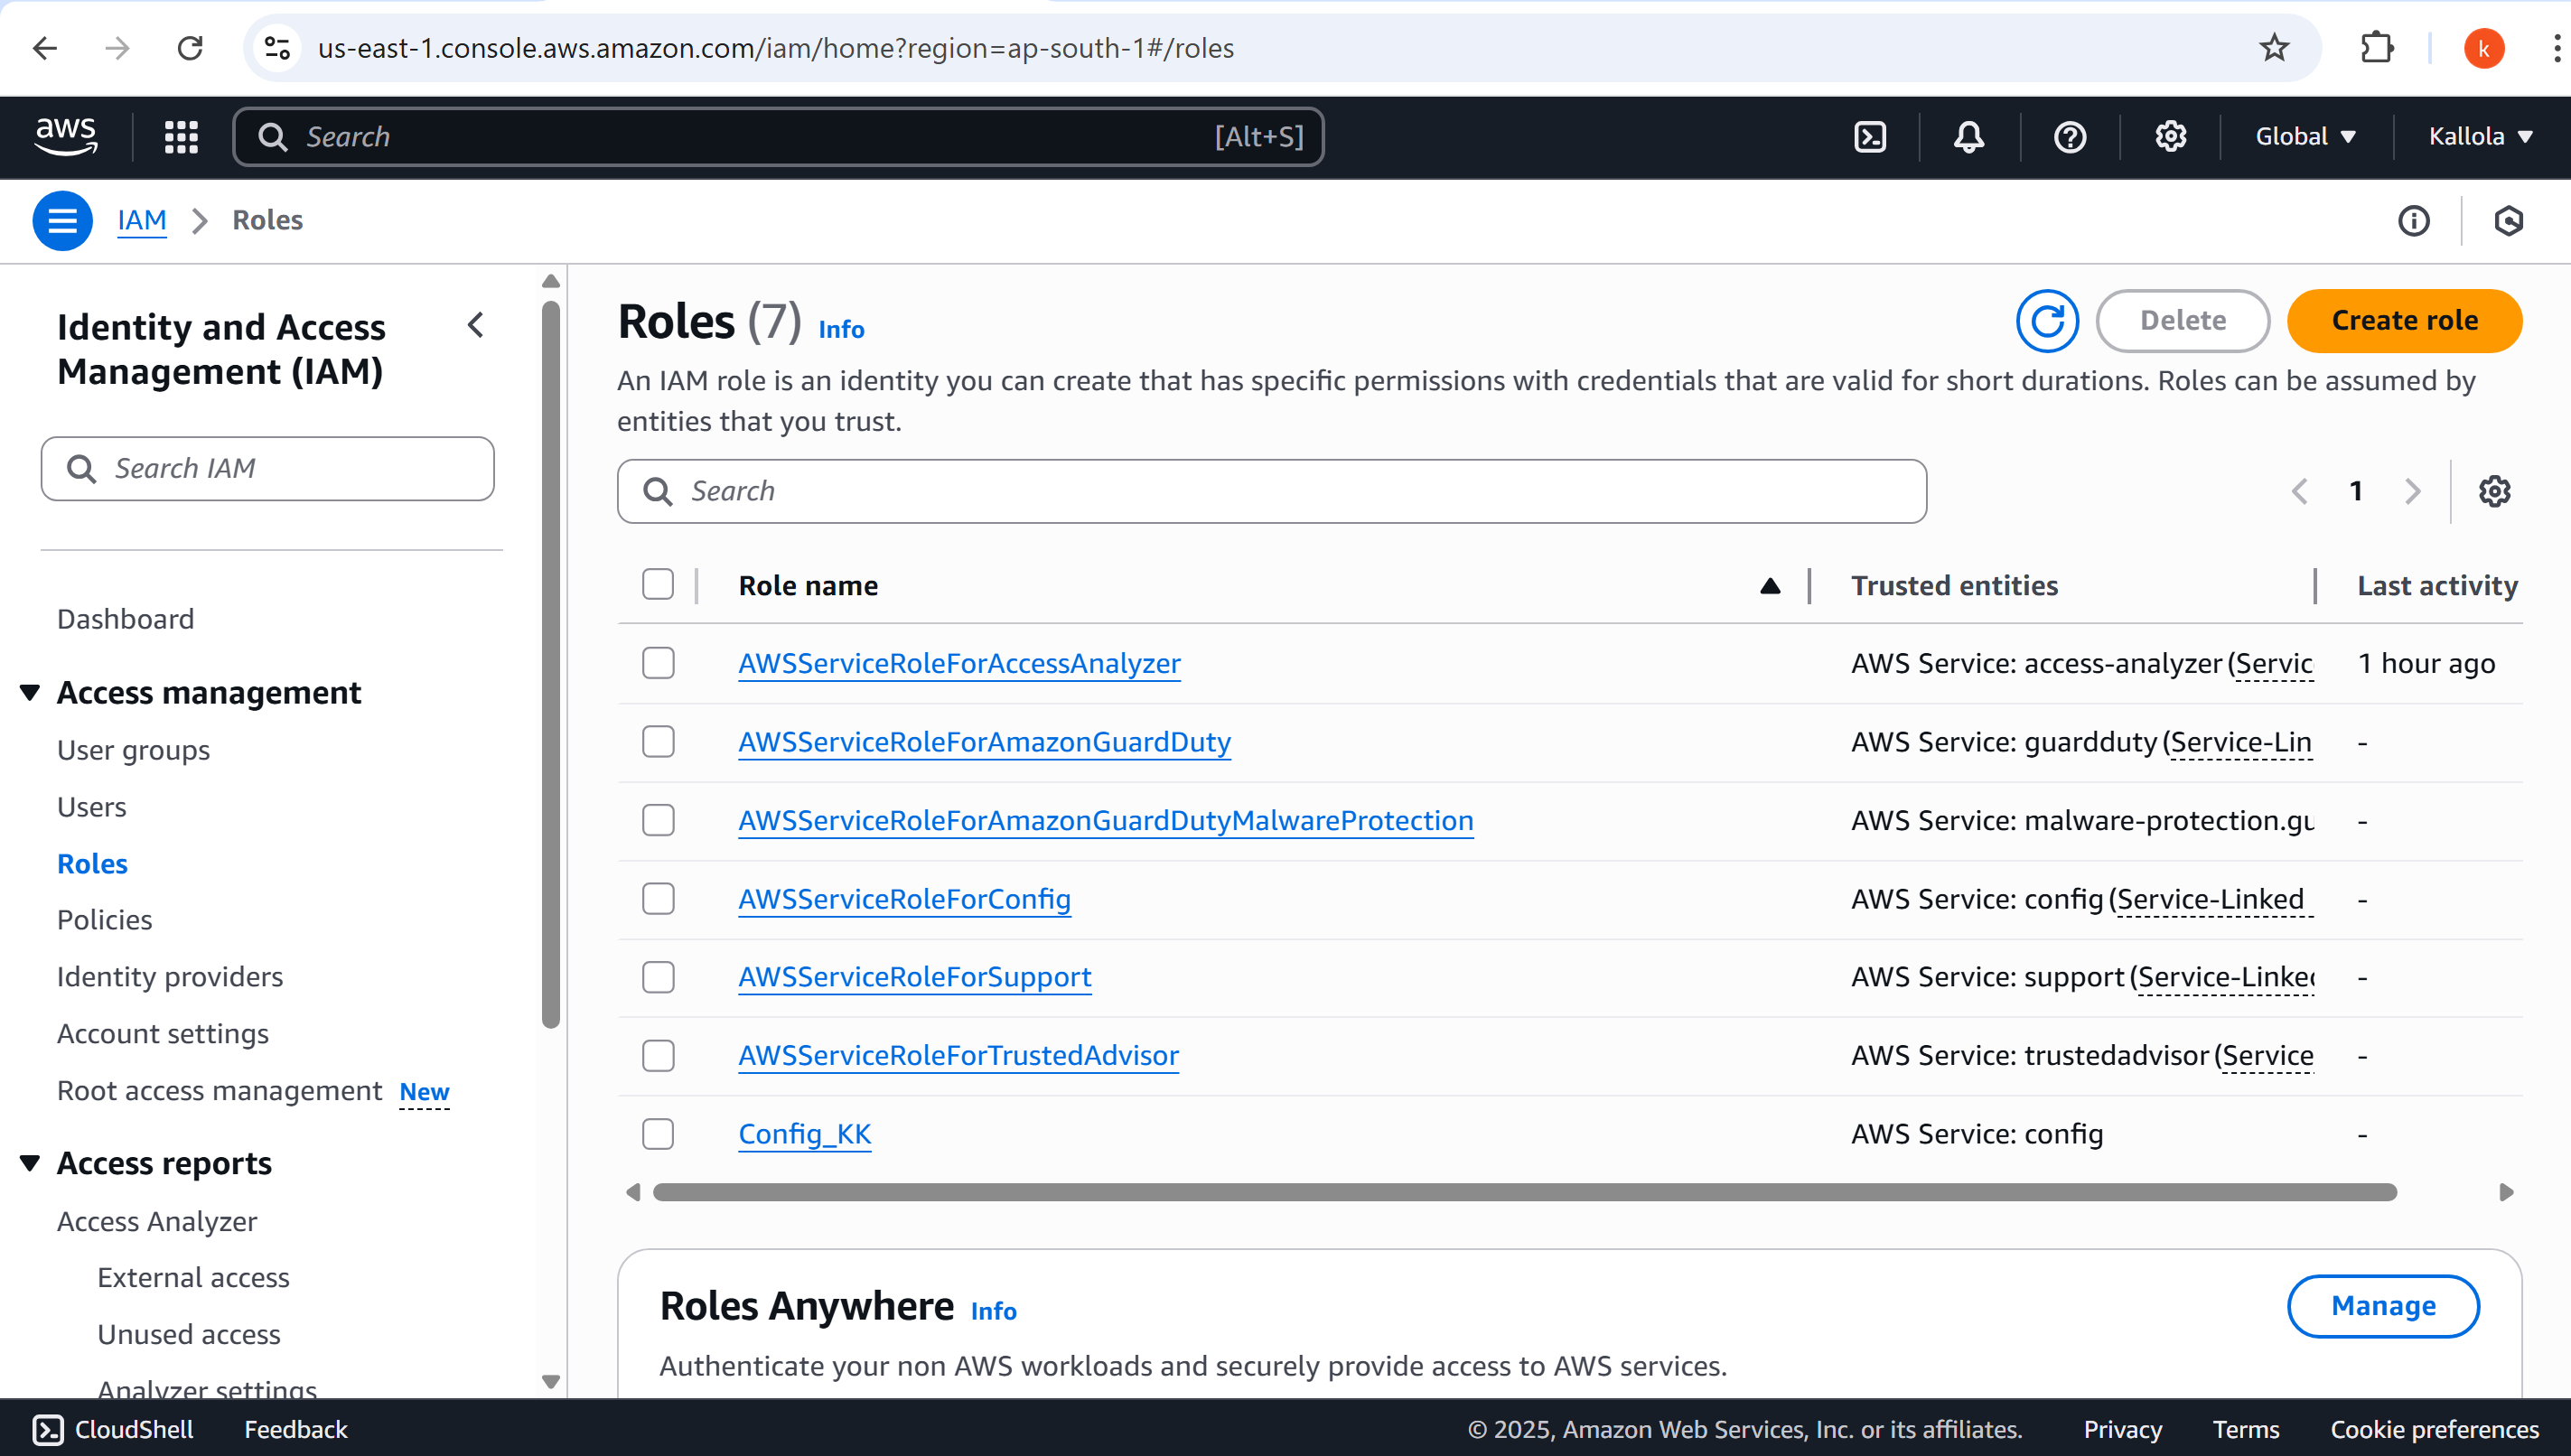 us-east-1.console.aws.amazon.com/iam/home?region=ap-south-1#/roles
k
aws
Search
[Alt+S]
Global
Kallola
IAM
Roles
Identity and Access
Management (IAM)
Search IAM
Dashboard
Access management
User groups
Users
Roles
Policies
Identity providers
Account settings
Root access management New
Access reports
Access Analyzer
External access
Unused access
Analyzer settings
Roles (7) Info
Delete
Create role
An IAM role is an identity you can create that has specific permissions with credentials that are valid for short durations. Roles can be assumed by
entities that you trust.
Search
1
Role name Trusted entities Last activity
AWSServiceRoleForAccessAnalyzer AWS Service: access-analyzer (Servic 1 hour ago
AWSServiceRoleForAmazonGuardDuty AWS Service: guardduty (Service-Lin -
AWSServiceRoleForAmazonGuardDutyMalwareProtection AWS Service: malware-protection.gu -
AWSServiceRoleForConfig AWS Service: config (Service-Linked -
AWSServiceRoleForSupport AWS Service: support (Service-Linked -
AWSServiceRoleForTrustedAdvisor AWS Service: trustedadvisor (Service -
Config_KK AWS Service: config -
Roles Anywhere Info
Manage
Authenticate your non AWS workloads and securely provide access to AWS services.
CloudShell Feedback © 2025, Amazon Web Services, Inc. or its affiliates. Privacy Terms Cookie preferences